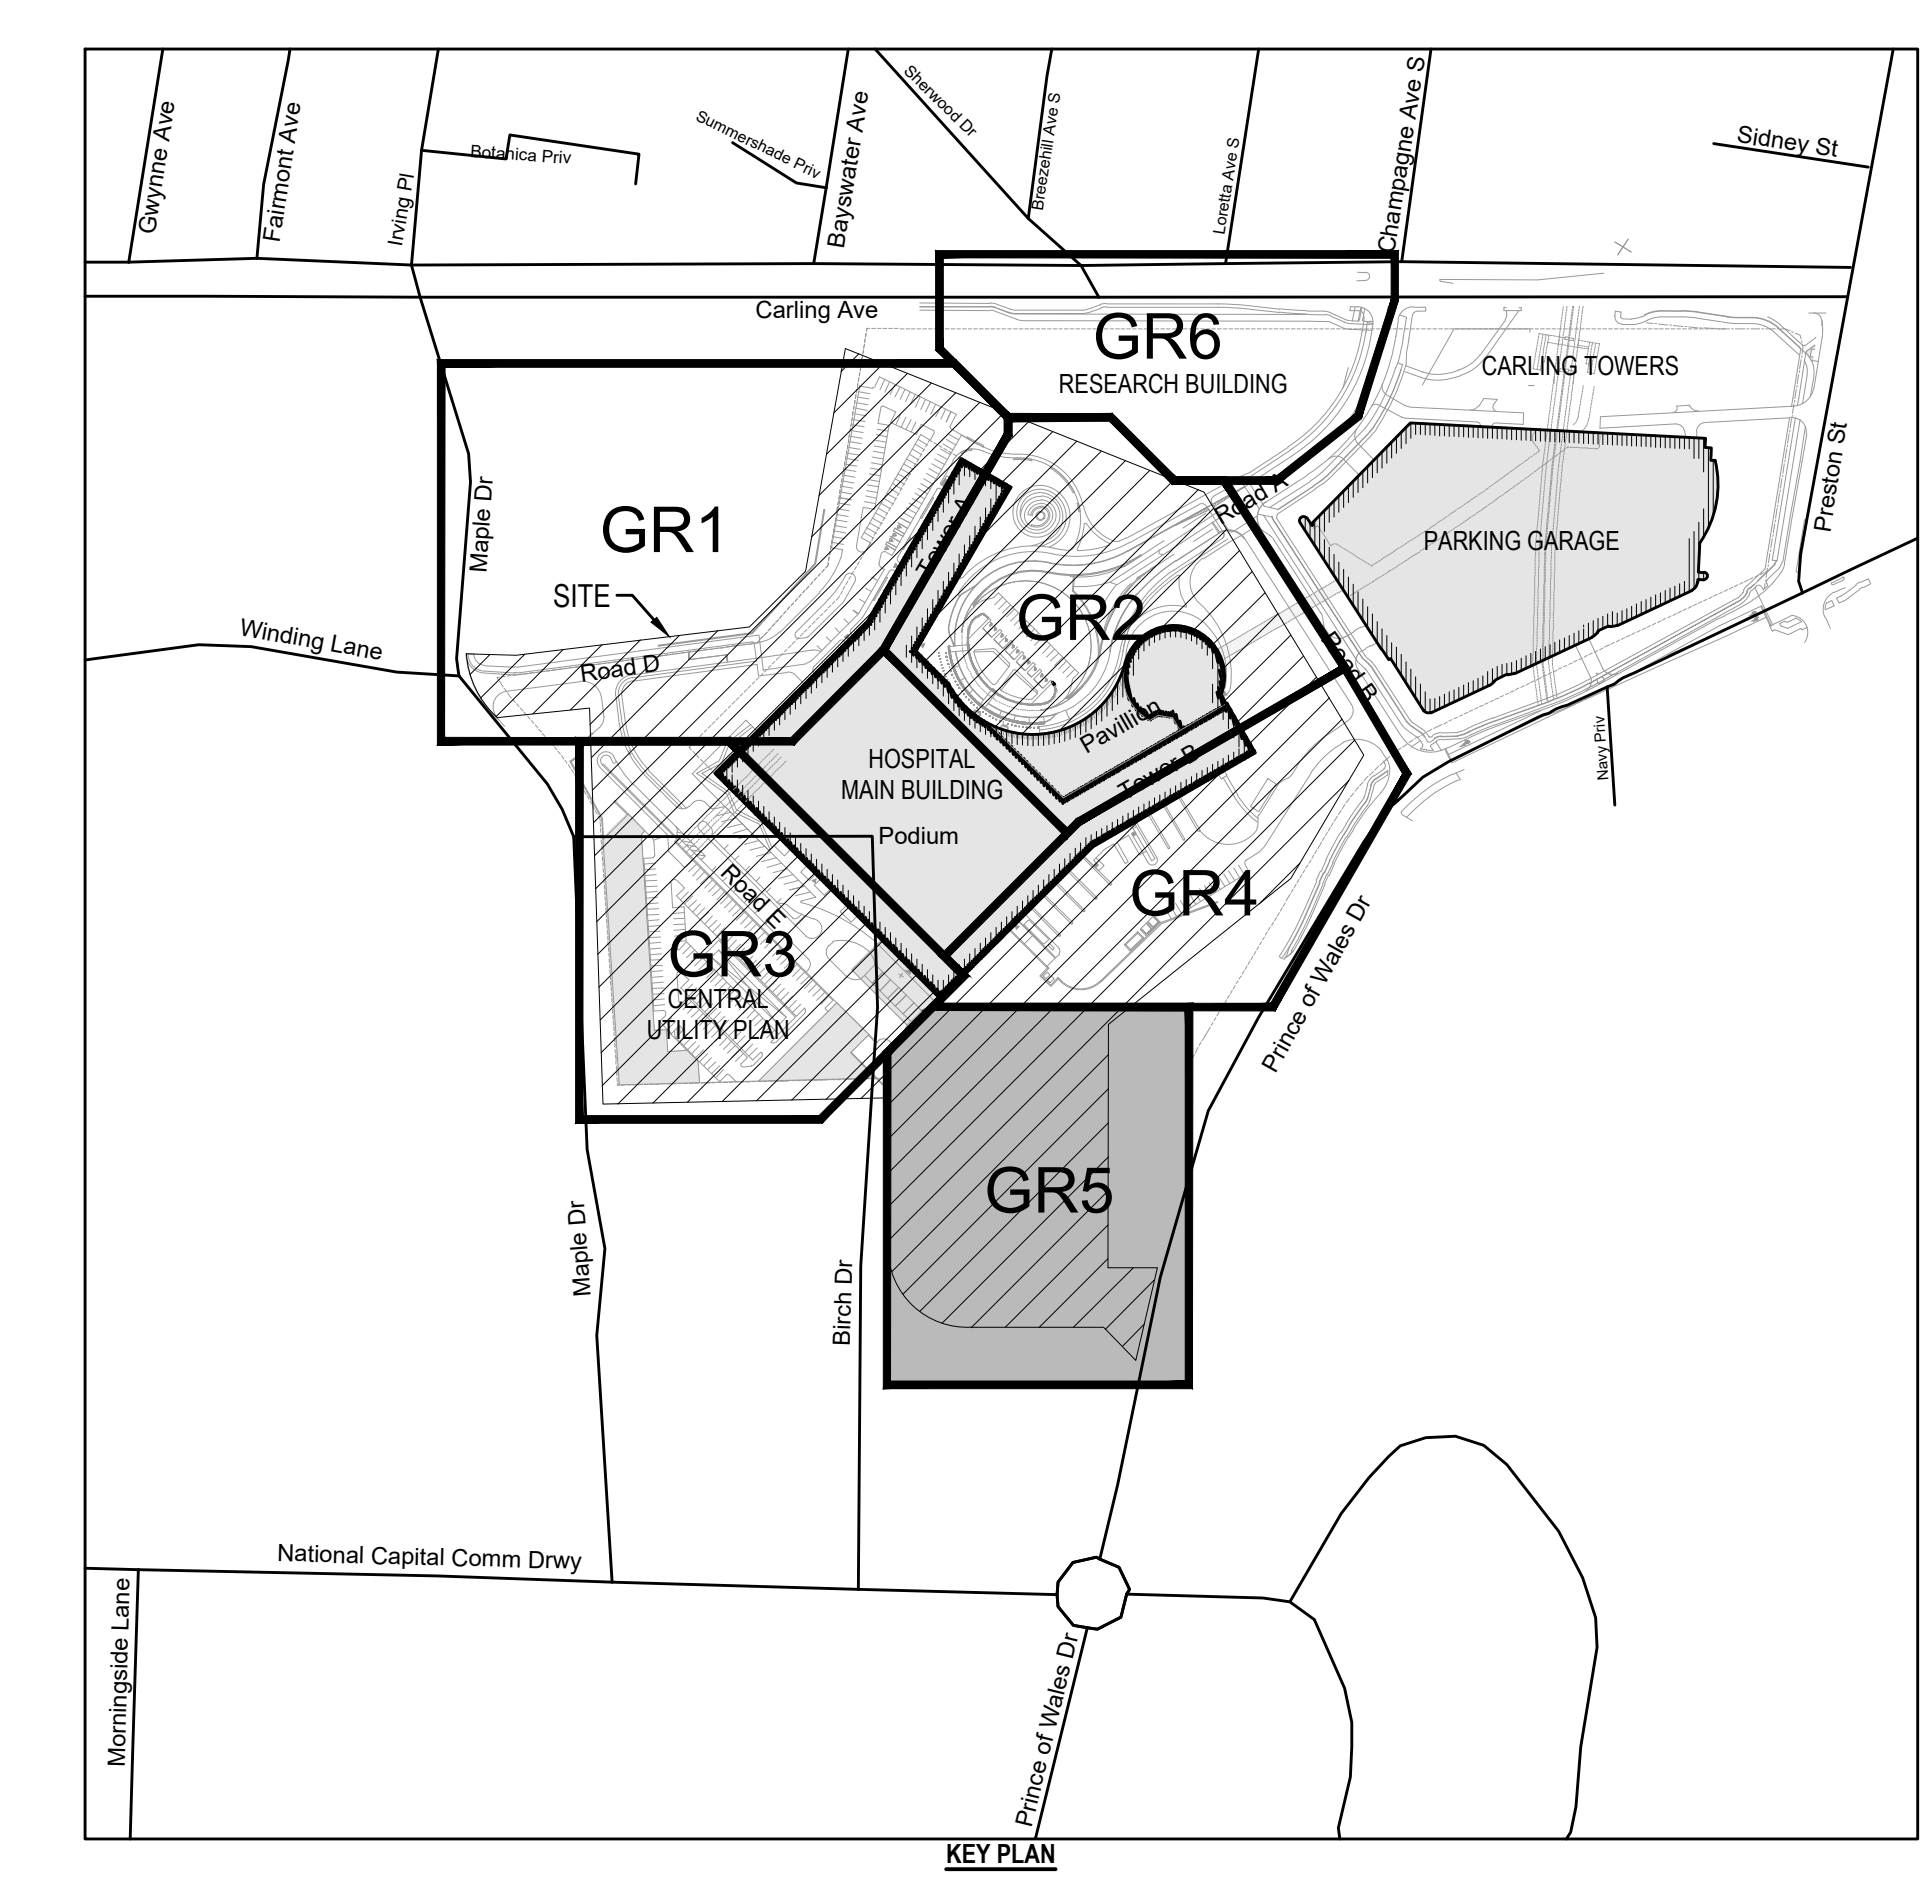 Gwynne Ave
Fairmont Ave
Irving Pl
Botanica Priv
Summershade Priv
Bayswater Ave
Sherwood Dr
Breezehill Ave S
Loretta Ave S
Champagne Ave S
Sidney St
Carling Ave
GR6
RESEARCH BUILDING
CARLING TOWERS
Maple Dr
GR1
Tower A
Road A
PARKING GARAGE
Preston St
SITE
Winding Lane
Road D
GR2
Road B
Pavillion
Tower B
Navy Priv
HOSPITAL
MAIN BUILDING
Podium
Road E
GR4
GR3
CENTRAL
UTILITY PLAN
Prince of Wales Dr
GR5
Maple Dr
Birch Dr
National Capital Comm Drwy
Morningside Lane
Prince of Wales Dr
KEY PLAN